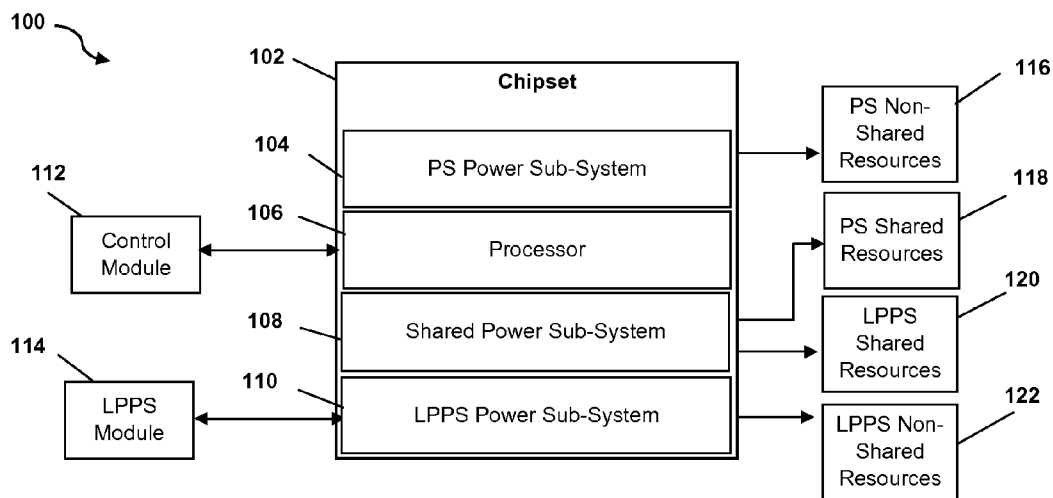 100
102
Chipset
116
PS Non-
Shared
Resources
104
PS Power Sub-System
112
106
118
Control
Module
Processor
PS Shared
Resources
108
Shared Power Sub-System
120
LPPS
Shared
Resources
114
110
LPPS
Module
LPPS Power Sub-System
122
LPPS Non-
Shared
Resources